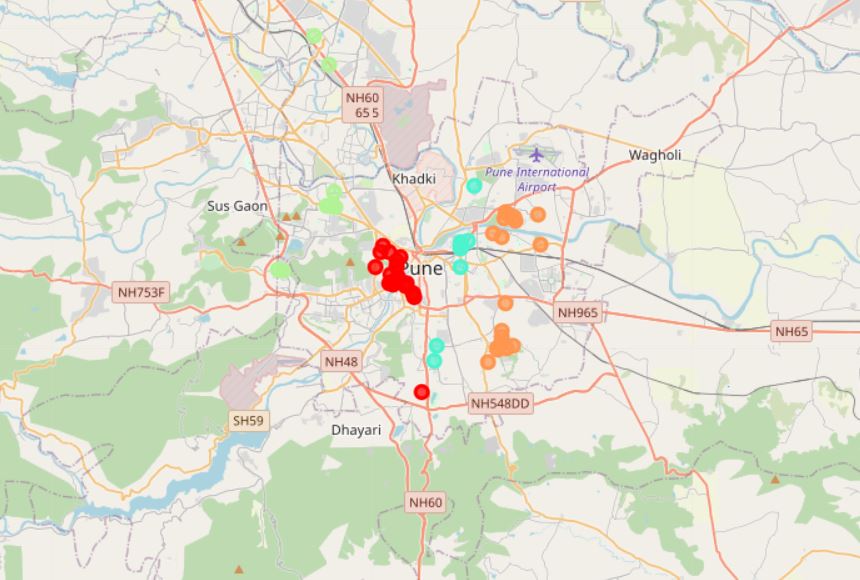 NH60
65 5
Wagholi
Pune International
Airport
Khadki
Sus Gaon
Pune
NH753F
NH965
NH65
NH48
NH548DD
SH59
Dhayari
NH60